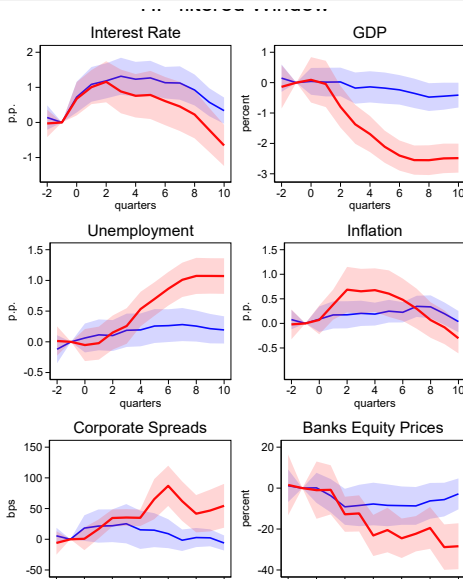 Interest Rate
GDP
2
1
0
-1
p.p.
-2 0 2 4 6 8 10
quarters
1
0
-1
-2
-3
percent
-2 0 2 4 6 8 10
quarters
Unemployment
Inflation
1.5
1.0
0.5
0.0
-0.5
p.p.
-2 0 2 4 6 8 10
quarters
1.5
1.0
0.5
0.0
-0.5
p.p.
-2 0 2 4 6 8 10
quarters
Corporate Spreads
Banks Equity Prices
150
100
50
0
-50
bps
20
0
-20
-40
percent